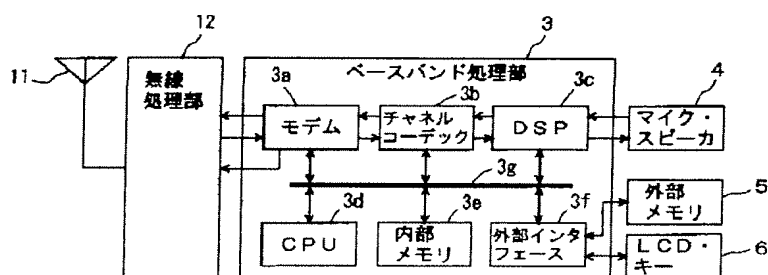 12
3
11
無線
処理部
ベースバンド処理部
3a
3b
3c
4
モデム
チャネル
コーデック
DSP
マイク・
スピーカ
3g
3d
3e
3f
5
CPU
内部
メモリ
外部インタ
フェース
外部
メモリ
LCD・
キー
6